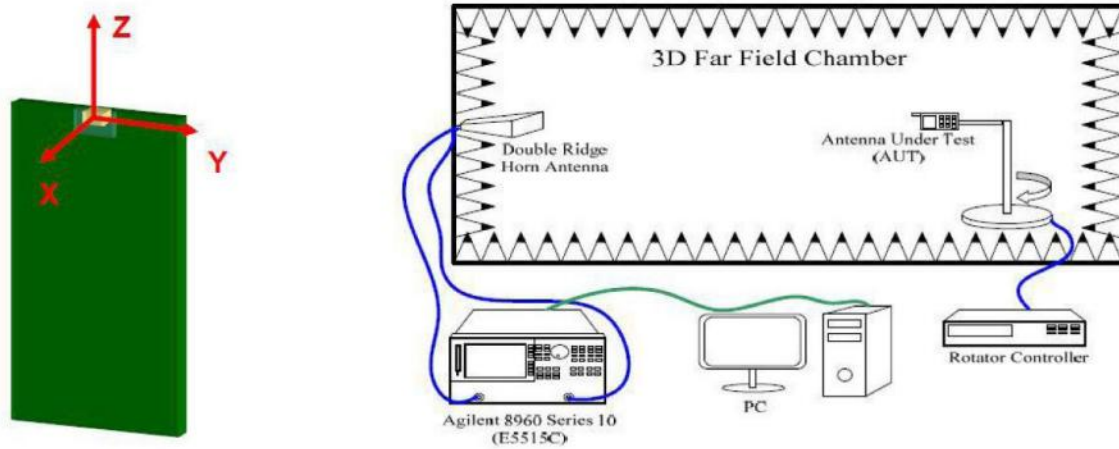 Z
Y
X
3D Far Field Chamber
Double Ridge
Horn Antenna
Antenna Under Test
(AUT)
Agilent 8960 Series 10
(E5515C)
PC
Rotator Controller